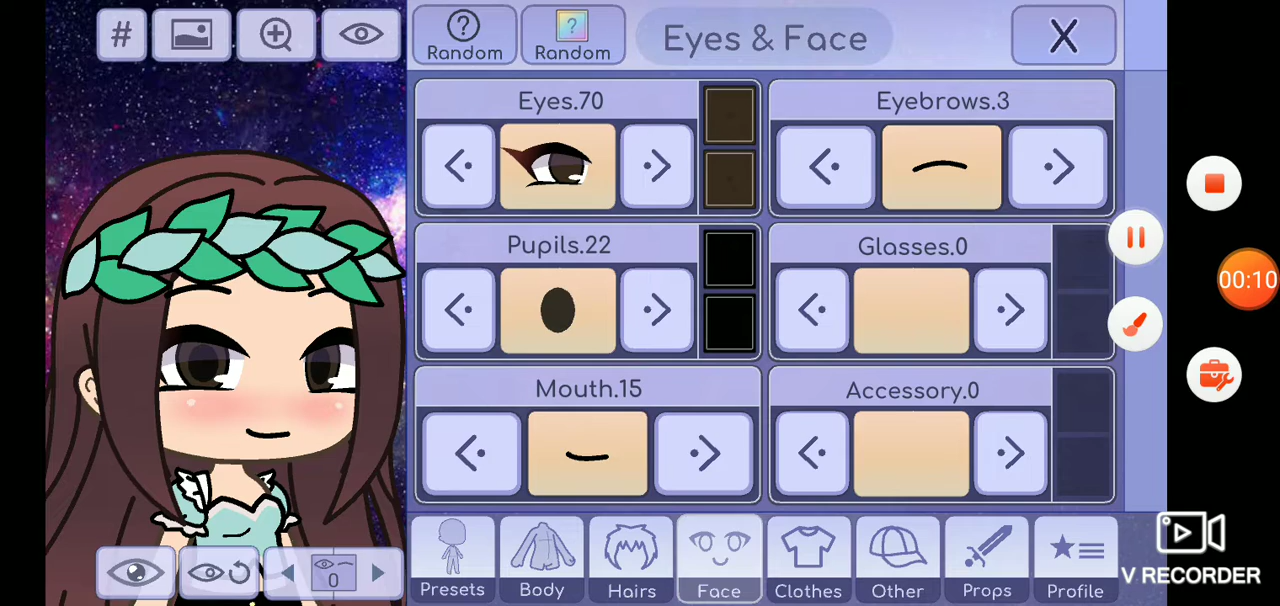 #
?
Random
?
Random
Eyes & Face
X
Eyes.70
Eyebrows.3
Pupils.22
Glasses.0
00:10
Mouth.15
Accessory.0
0
Presets
Body
Hairs
Face
Clothes
Other
Props
Profile
V RECORDER